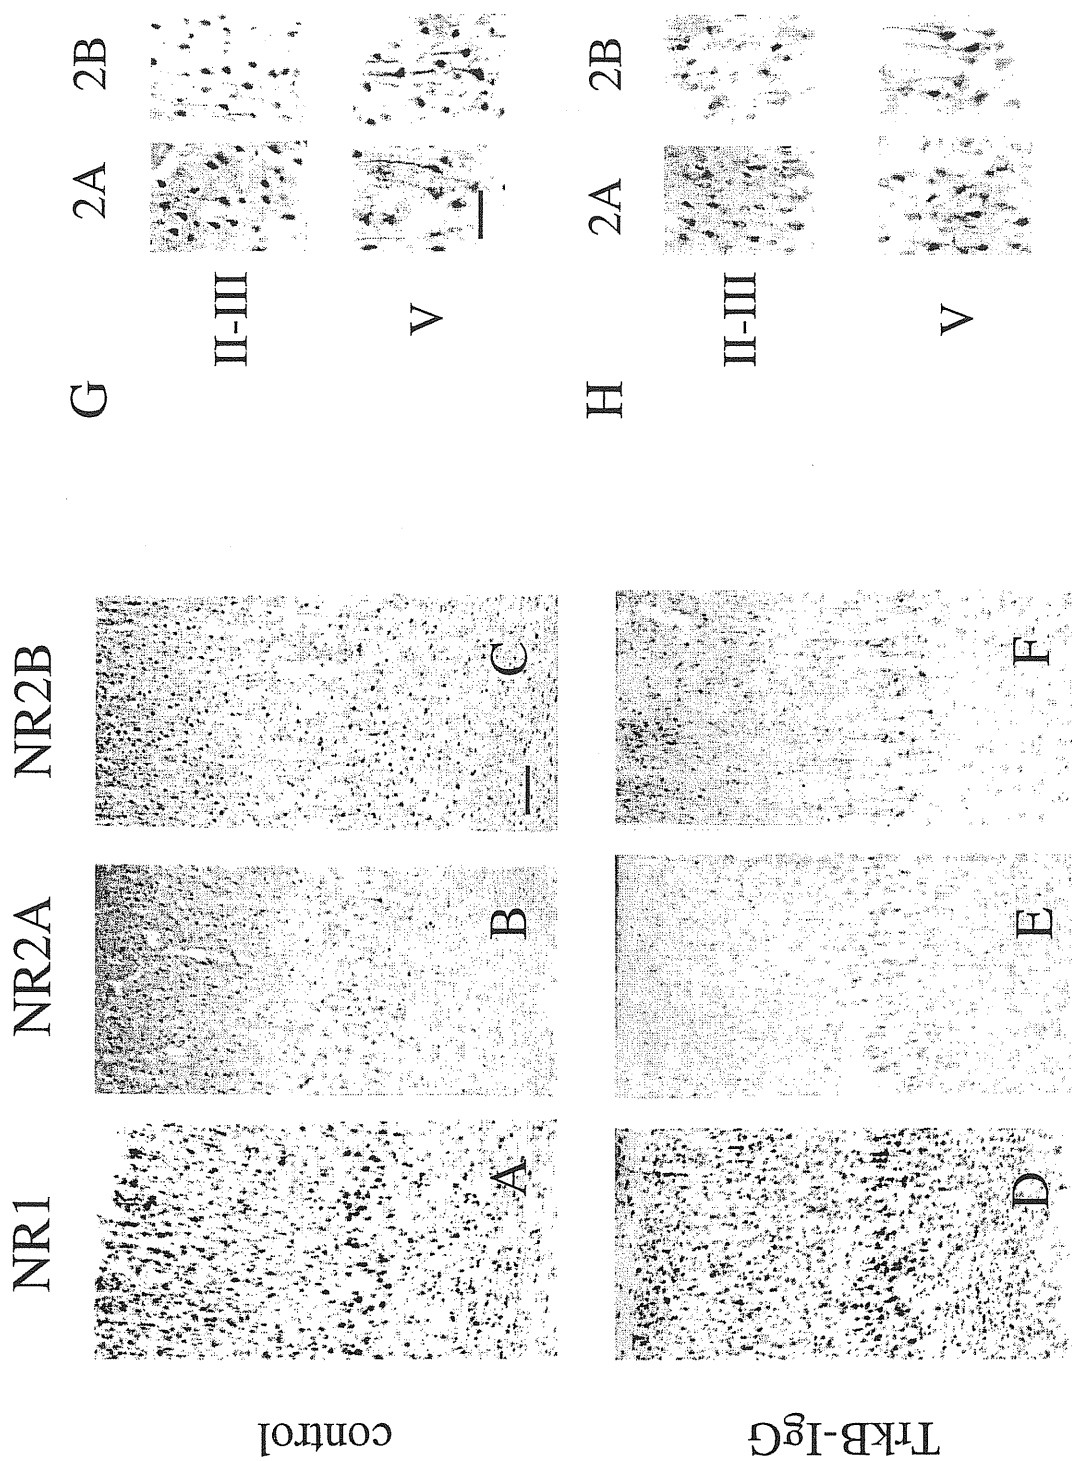 NR1 NR2A NR2B
control
A B C
TrkB-IgG
D E F
G
2A 2B
II-III
V
H
2A 2B
II-III
V